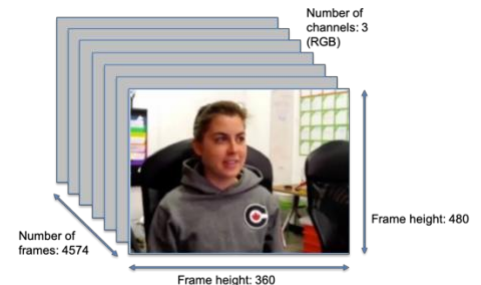 Number of
channels: 3
(RGB)
Frame height: 480
Number of
frames: 4574
Frame height: 360